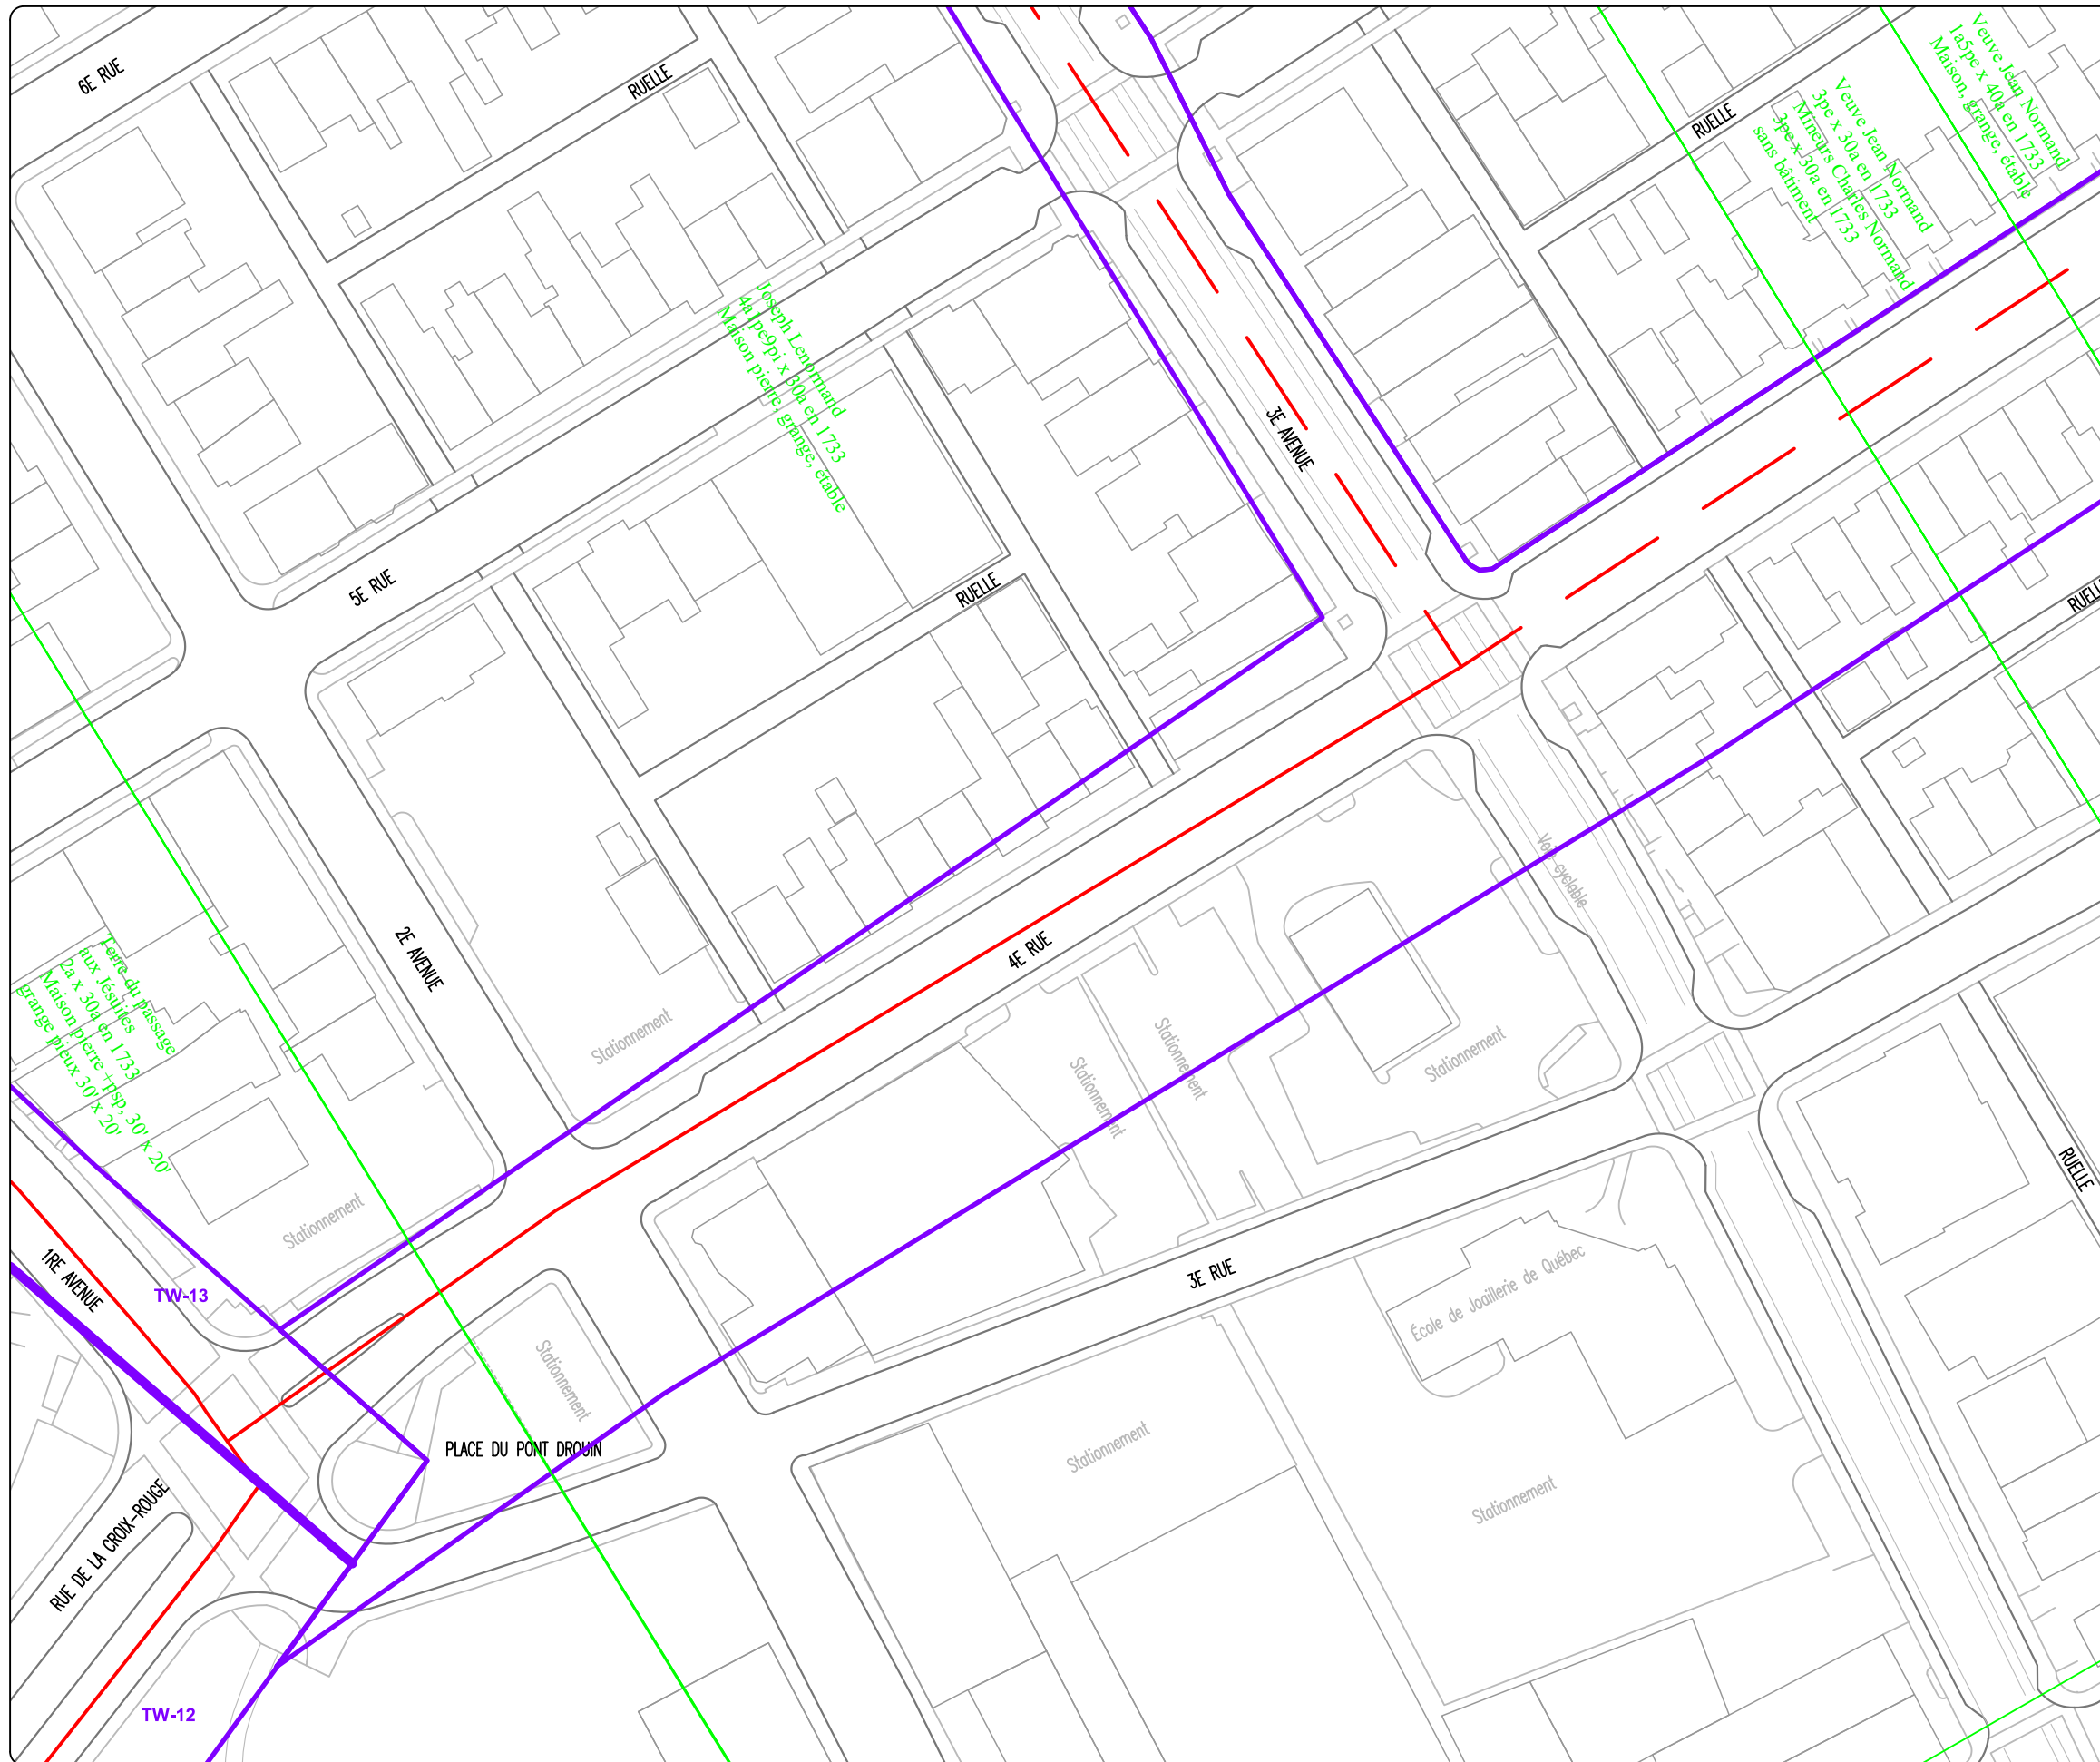 6E RUE
RUELLE
RUELLE
Veuve Jean Normand
1a5pe x 40a en 1733
Maison, grange, étable
Veuve Jean Normand
3pe x 30a en 1733
Mineurs Charles Normand
3pe x 30a en 1733
sans bâtiment
Joseph Lenormand
4a1pe9pi x 30a en 1733
Maison pierre, grange, étable
3E AVENUE
5E RUE
RUELLE
RUELLE
Voie cyclable
2E AVENUE
4E RUE
Terre du passage
aux Jésuites
2a x 30a en 1733
Maison pierre +psp, 30' x 20'
grange pieux 30' x 20'
Stationnement
Stationnement
Stationnement
Stationnement
Stationnement
1RE AVENUE
TW-13
3E RUE
École de Joaillerie de Québec
RUELLE
Stationnement
PLACE DU PONT DROUIN
Stationnement
Stationnement
RUE DE LA CROIX-ROUGE
TW-12